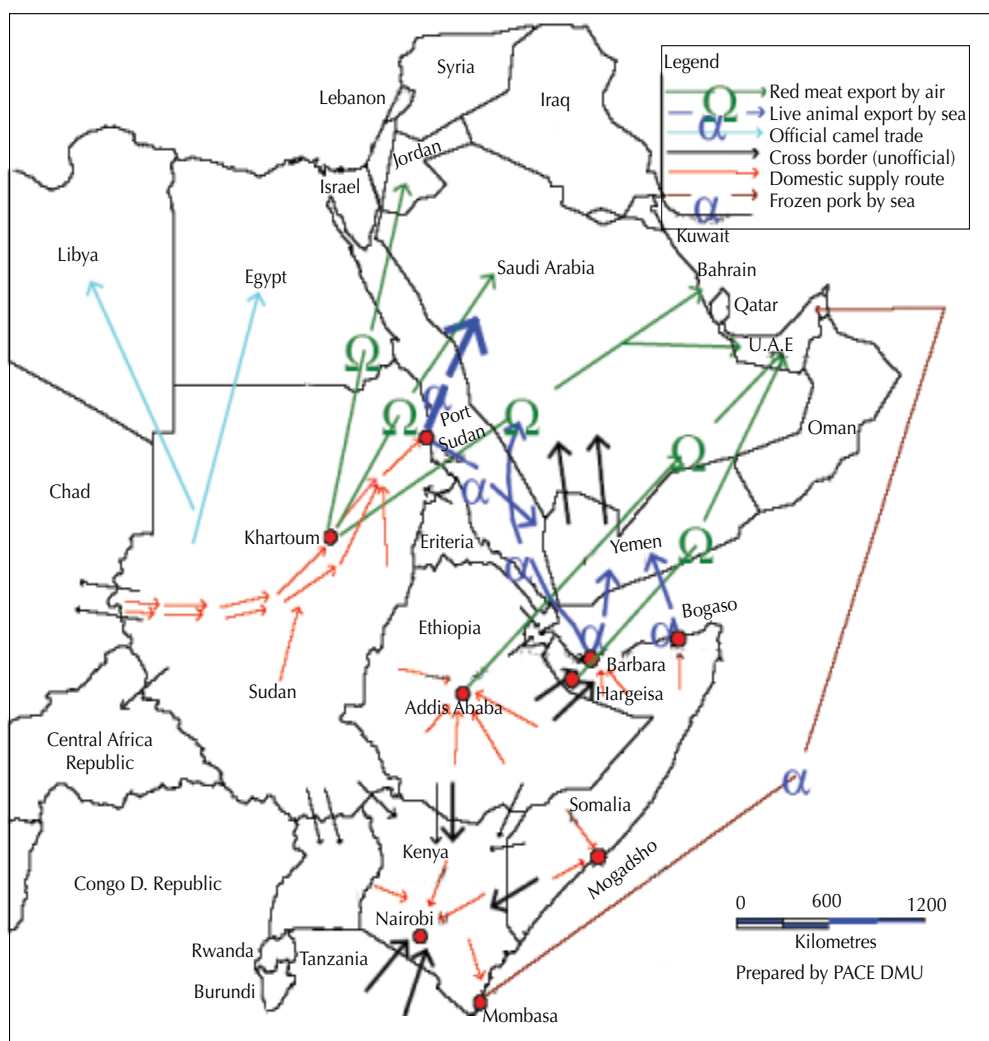 Syria
Lebanon
Iraq
Jordan
Israel
Legend
Ω
Red meat export by air
Live animal export by sea
α
Official camel trade
Cross border (unofficial)
Domestic supply route
α
Frozen pork by sea
Kuwait
Libya
Egypt
Saudi Arabia
Bahrain
Qatar
U.A.E
Ω
α
Ω
Ω
Port
Sudan
Oman
Ω
Chad
α
Khartoum
Eriteria
Yemen
Ω
α
Ethiopia
Bogaso
α
α
Barbara
Sudan
Addis Ababa
Hargeisa
Central Africa
Republic
α
Somalia
Kenya
Mogadsho
Congo D. Republic
Nairobi
0 600 1200
Kilometres
Rwanda
Tanzania
Prepared by PACE DMU
Burundi
Mombasa